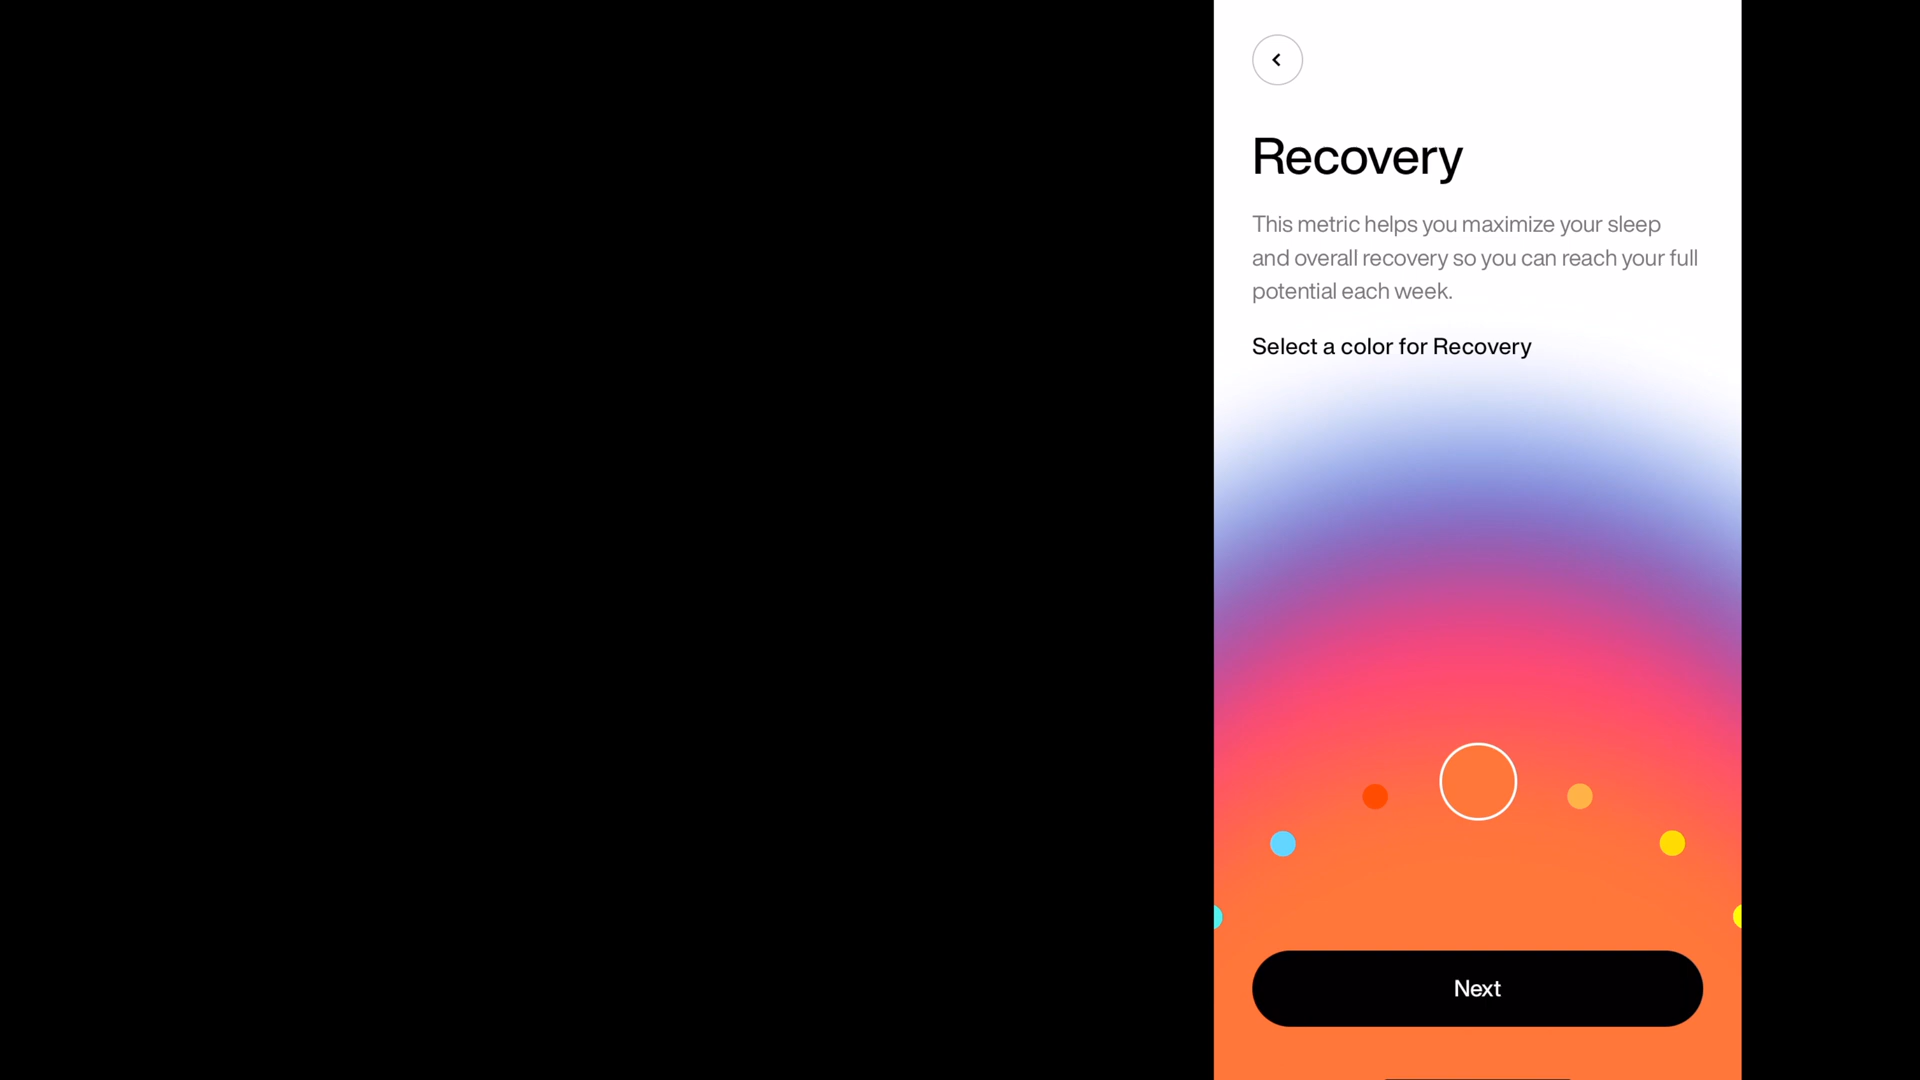 Recovery
This metric helps you maximize your sleep
and overall recovery so you can reach your full
potential each week.
Select a color for Recovery
Next